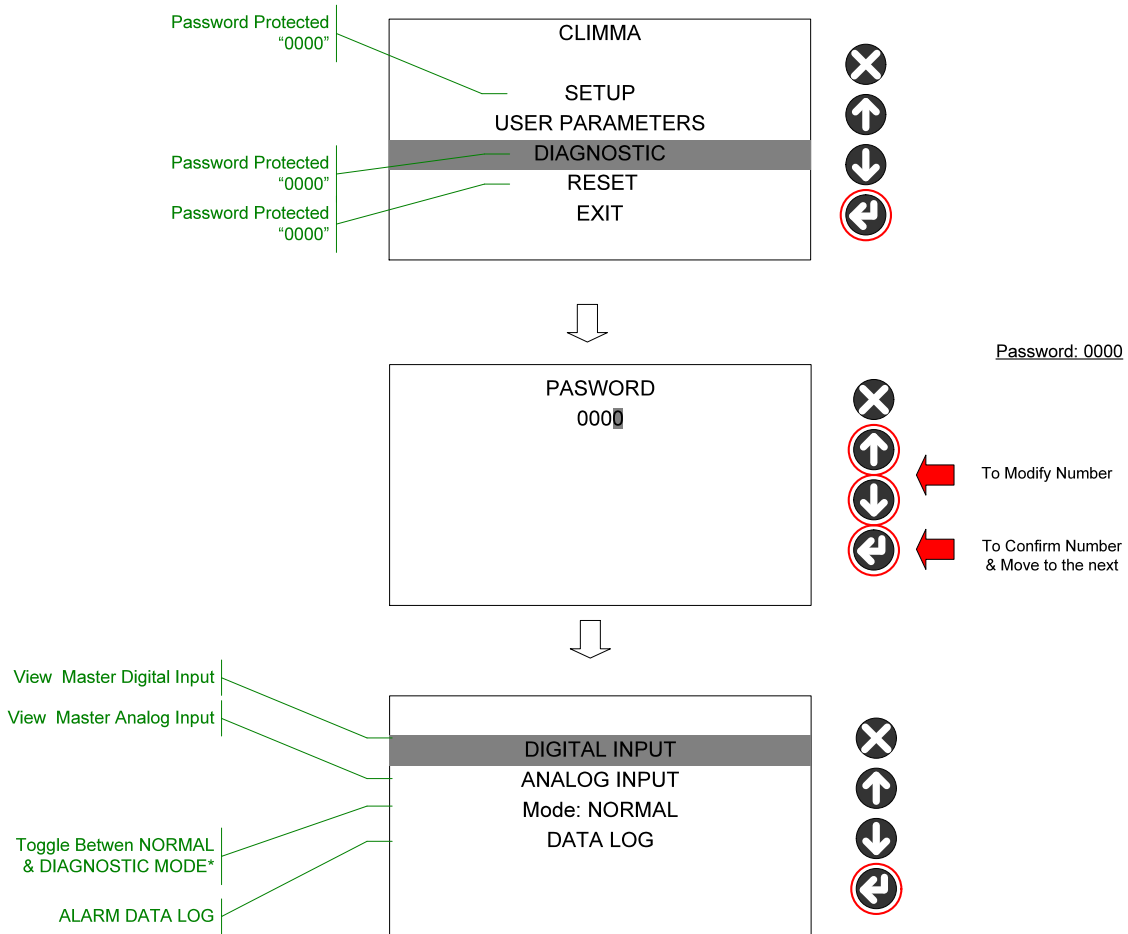 Password Protected
“0000”
CLIMMA
SETUP
USER PARAMETERS
DIAGNOSTIC
RESET
EXIT
Password Protected
“0000”
Password Protected
“0000”
Password: 0000
PASWORD
0000
To Modify Number
To Confirm Number
& Move to the next
View Master Digital Input
View Master Analog Input
Toggle Betwen NORMAL
& DIAGNOSTIC MODE*
ALARM DATA LOG
DIGITAL INPUT
ANALOG INPUT
Mode: NORMAL
DATA LOG